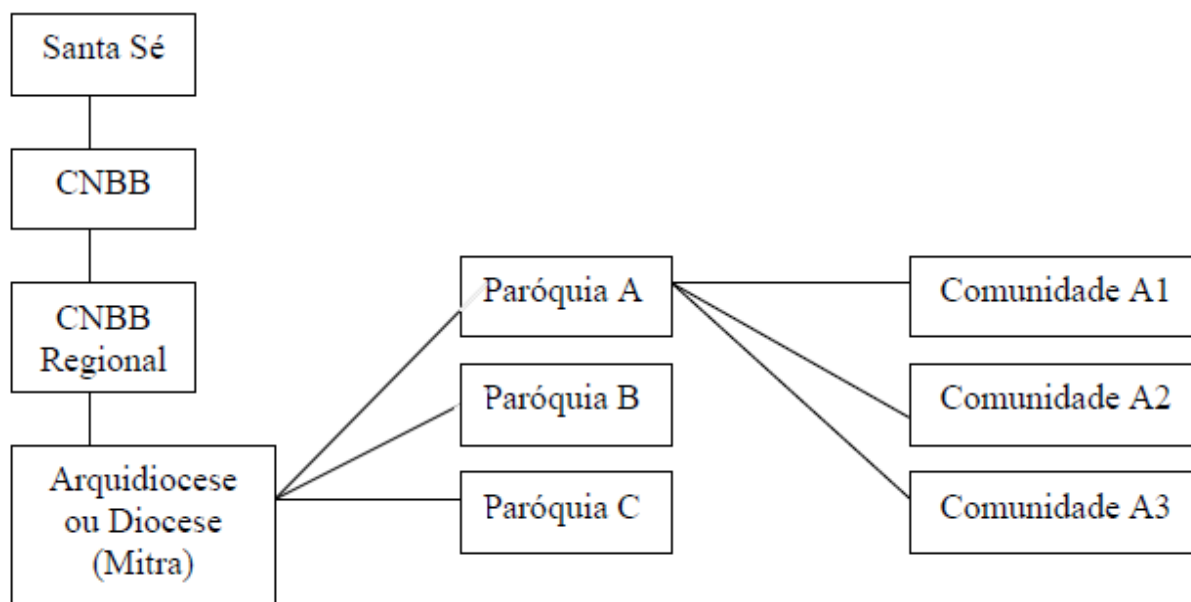 Santa Sé
CNBB
CNBB
Regional
Arquidiocese
ou Diocese
(Mitra)
Paróquia A
Paróquia B
Paróquia C
Comunidade A1
Comunidade A2
Comunidade A3